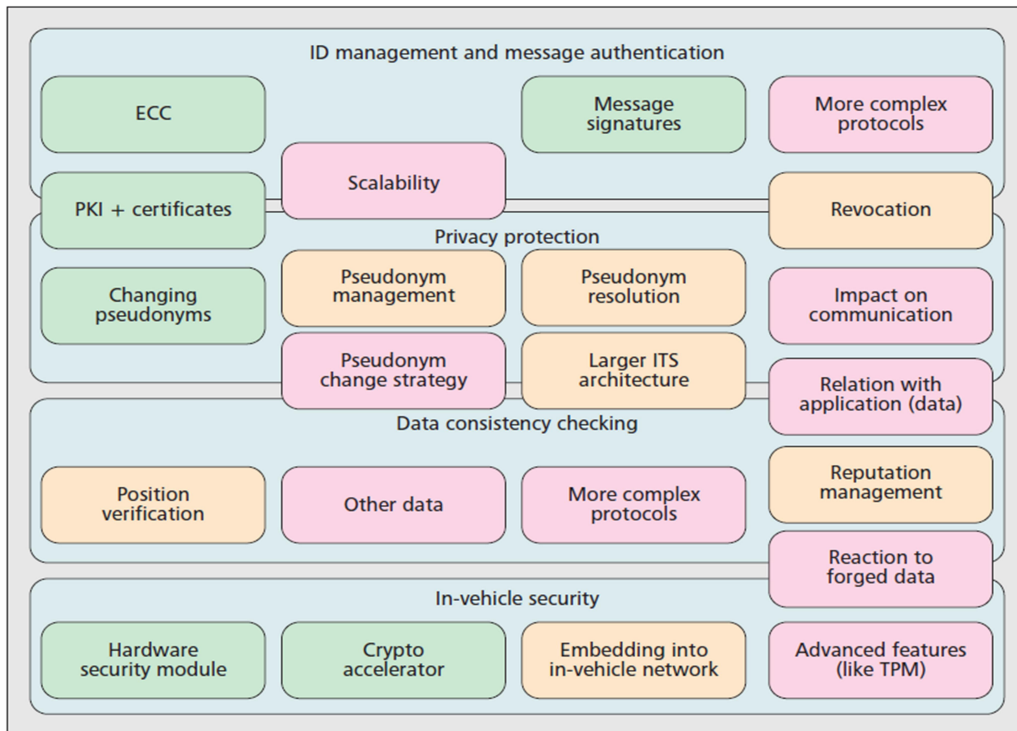 ID management and message authentication
ECC
Message
signatures
More complex
protocols
Scalability
PKI + certificates
Revocation
Privacy protection
Pseudonym
management
Pseudonym
resolution
Changing
pseudonyms
Impact on
communication
Pseudonym
change strategy
Larger ITS
architecture
Relation with
application (data)
Data consistency checking
Position
verification
Other data
More complex
protocols
Reputation
management
Reaction to
forged data
In-vehicle security
Hardware
security module
Crypto
accelerator
Embedding into
in-vehicle network
Advanced features
(like TPM)